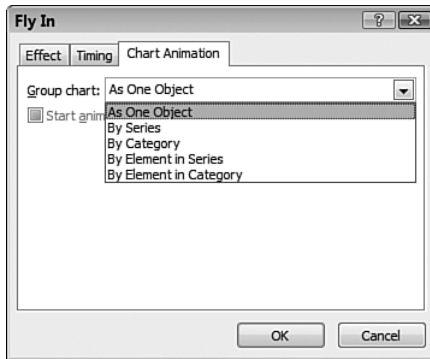 Fly In
Effect Timing Chart Animation
Group chart: As One Object
Start anim
As One Object
By Series
By Category
By Element in Series
By Element in Category
OK Cancel